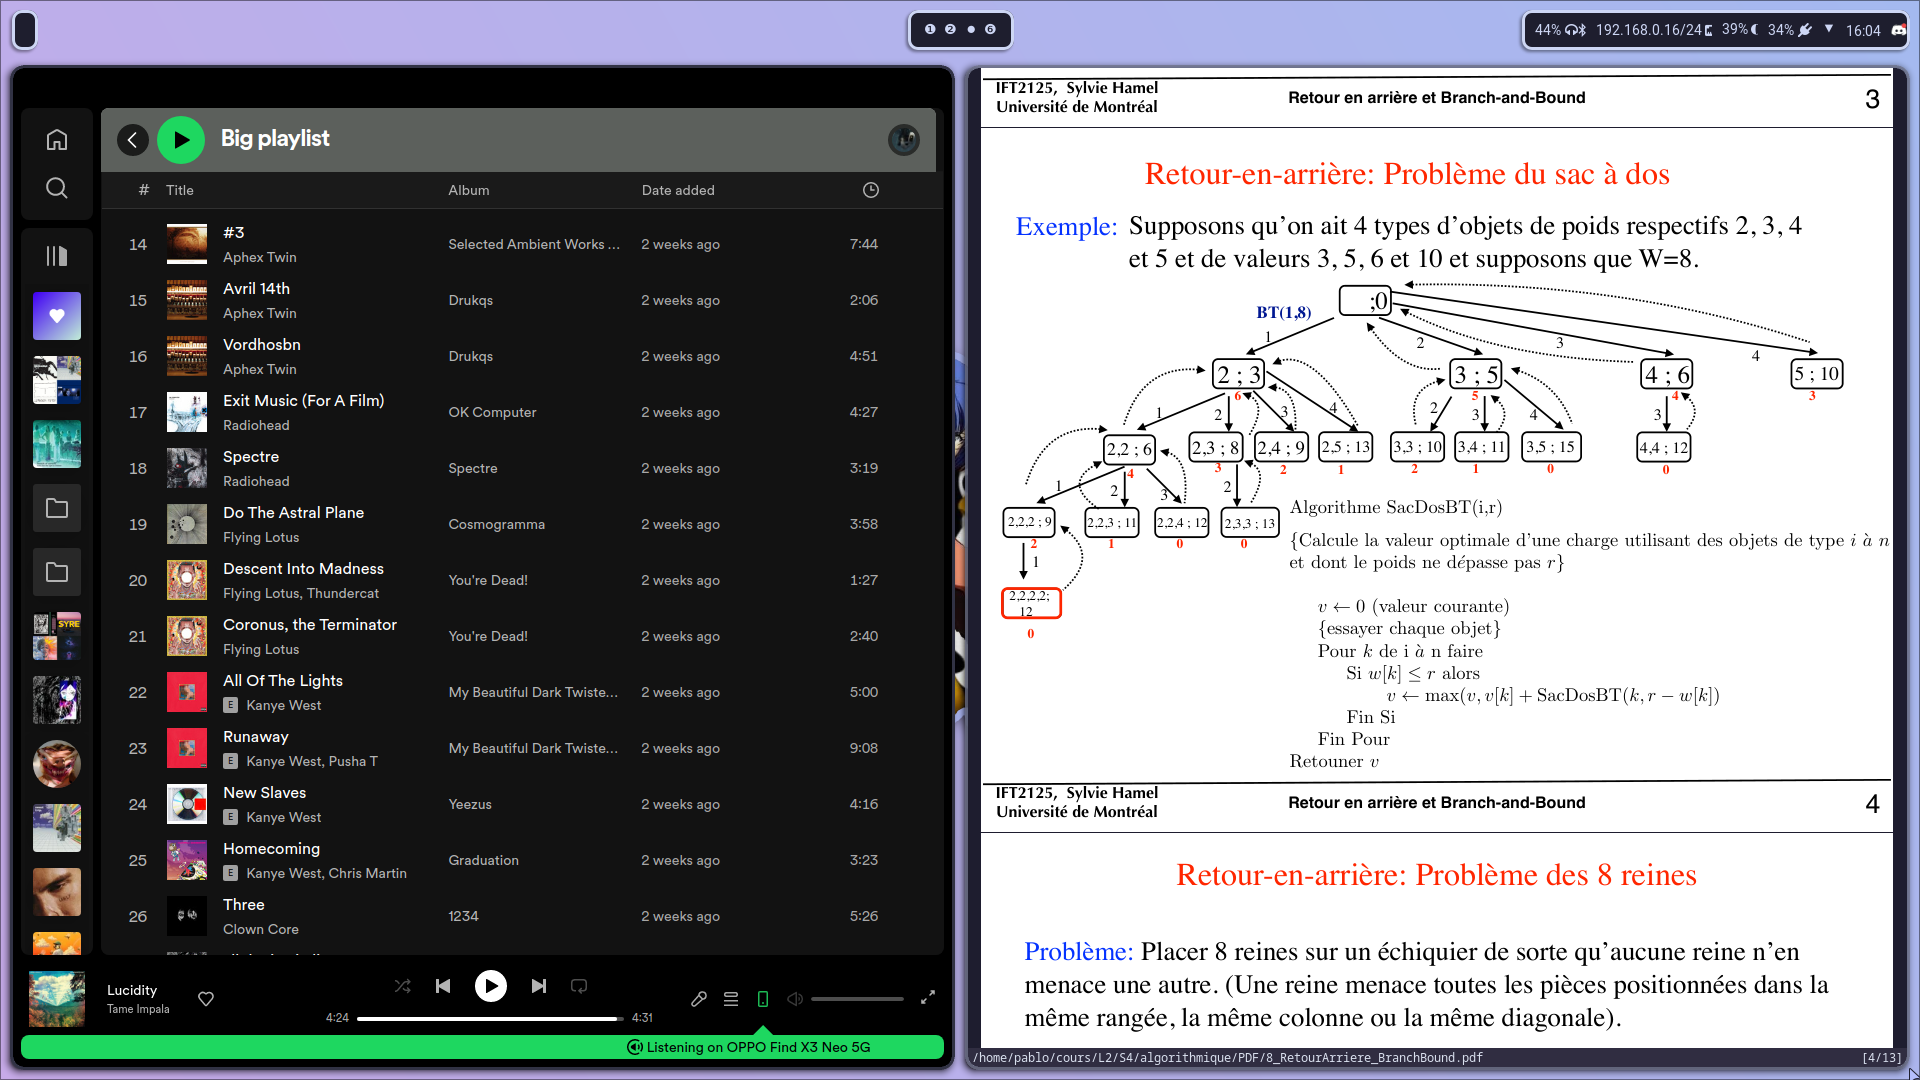 44% 192.168.0.16/24 39% 34% 16:04
1 2 6
Big playlist
# Title Album Date added
14 #3 Selected Ambient Works ... 2 weeks ago 7:44
Aphex Twin
15 Avril 14th Drukqs 2 weeks ago 2:06
Aphex Twin
16 Vordhosbn Drukqs 2 weeks ago 4:51
Aphex Twin
17 Exit Music (For A Film) OK Computer 2 weeks ago 4:27
Radiohead
18 Spectre Spectre 2 weeks ago 3:19
Radiohead
19 Do The Astral Plane Cosmogramma 2 weeks ago 3:58
Flying Lotus
20 Descent Into Madness You're Dead! 2 weeks ago 1:27
Flying Lotus, Thundercat
21 Coronus, the Terminator You're Dead! 2 weeks ago 2:40
Flying Lotus
22 All Of The Lights My Beautiful Dark Twiste... 2 weeks ago 5:00
E Kanye West
23 Runaway My Beautiful Dark Twiste... 2 weeks ago 9:08
E Kanye West, Pusha T
24 New Slaves Yeezus 2 weeks ago 4:16
E Kanye West
25 Homecoming Graduation 2 weeks ago 3:23
E Kanye West, Chris Martin
26 Three 1234 2 weeks ago 5:26
Clown Core
SYRE
Lucidity
Tame Impala
4:24 4:31
Listening on OPPO Find X3 Neo 5G
IFT2125, Sylvie Hamel
Université de Montréal
Retour en arrière et Branch-and-Bound
3
Retour-en-arrière: Problème du sac à dos
Exemple: Supposons qu'on ait 4 types d'objets de poids respectifs 2, 3, 4
et 5 et de valeurs 3, 5, 6 et 10 et supposons que W=8.
;0
BT(1,8)
1 2 3 4
2 ; 3 3 ; 5 4 ; 6 5 ; 10
6 5 4 3
1 2 3 4 2 3 4 3
2,2 ; 6 2,3 ; 8 2,4 ; 9 2,5 ; 13 3,3 ; 10 3,4 ; 11 3,5 ; 15 4,4 ; 12
4 3 2 1 2 1 0 0
1 2 3 2
2,2,2 ; 9 2,2,3 ; 11 2,2,4 ; 12 2,3,3 ; 13
2 1 0 0
1
2,2,2,2;
12
0
Algorithme SacDosBT(i,r)
{Calcule la valeur optimale d'une charge utilisant des objets de type i à n
et dont le poids ne dépasse pas r}
v ← 0 (valeur courante)
{essayer chaque objet}
Pour k de i à n faire
Si w[k] ≤ r alors
v ← max(v, v[k] + SacDosBT(k, r − w[k])
Fin Si
Fin Pour
Retouner v
IFT2125, Sylvie Hamel
Université de Montréal
Retour en arrière et Branch-and-Bound
4
Retour-en-arrière: Problème des 8 reines
Problème: Placer 8 reines sur un échiquier de sorte qu'aucune reine n'en
menace une autre. (Une reine menace toutes les pièces positionnées dans la
même rangée, la même colonne ou la même diagonale).
/home/pablo/cours/L2/S4/algorithmique/PDF/8_RetourArriere_BranchBound.pdf [4/13]